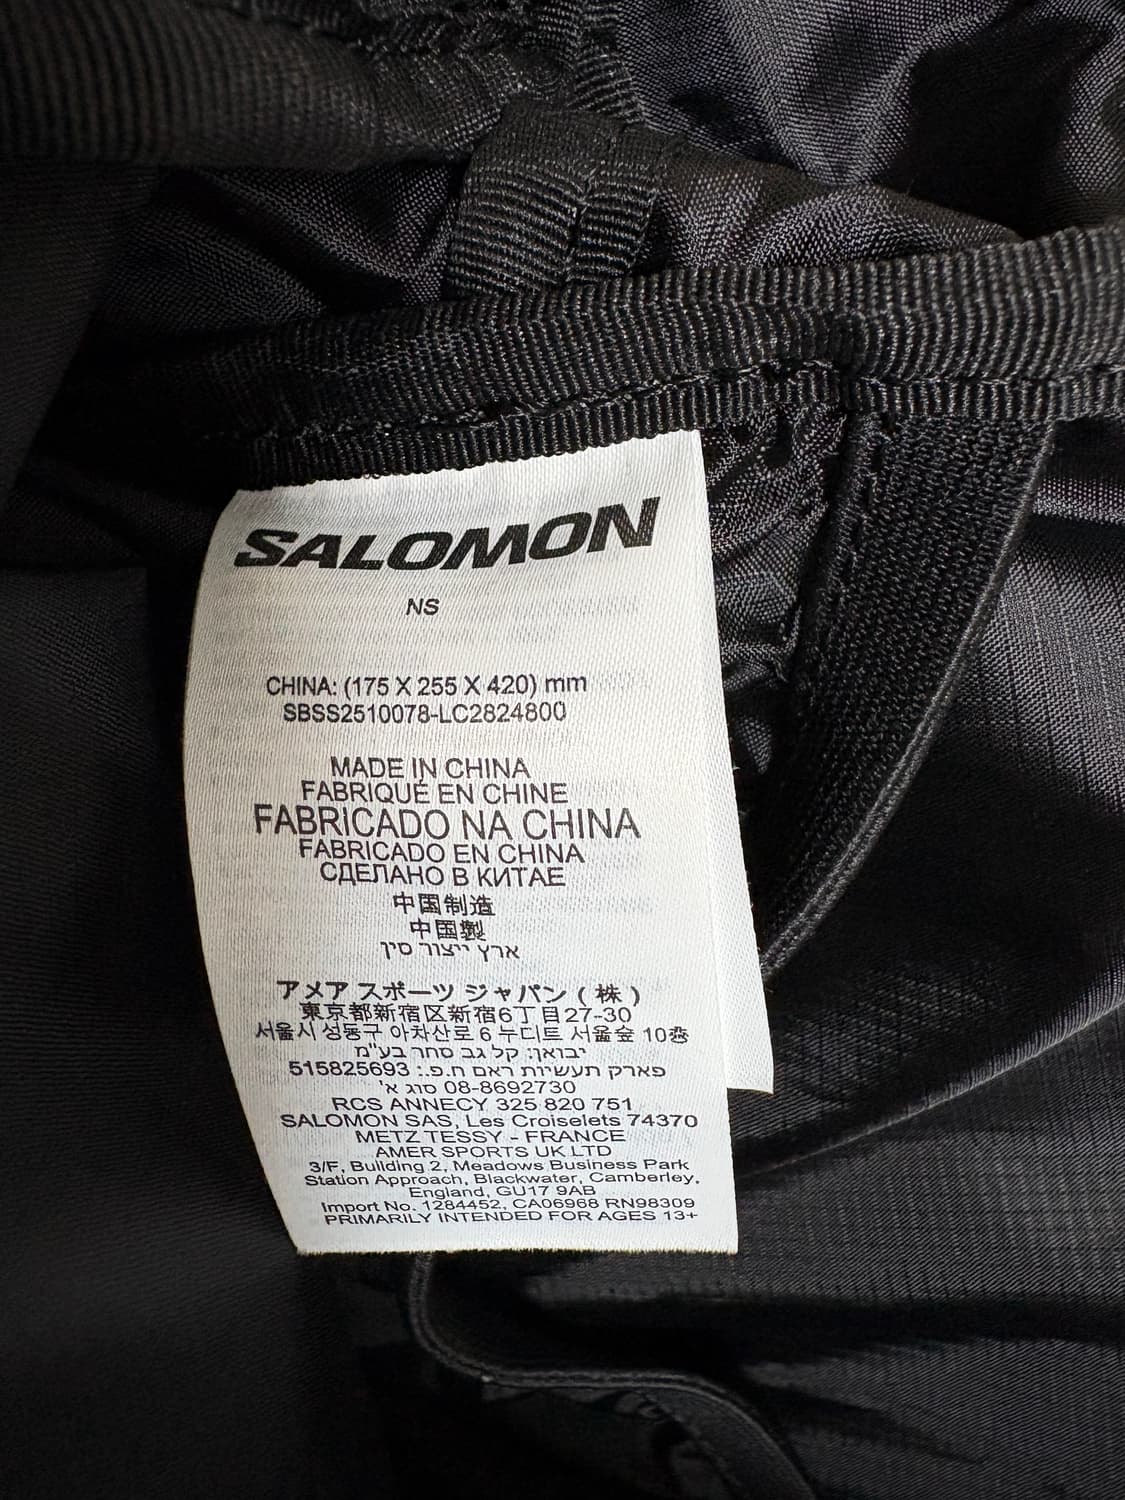 SALOMON
NS
CHINA: (175 X 255 X 420) mm
SBSS2510078-LC2824800
MADE IN CHINA
FABRIQUÉ EN CHINE
FABRICADO NA CHINA
FABRICADO EN CHINA
СДЕЛАНО В КИТАЕ
中国制造
中国製
ארץ ייצור סין
アメア スポーツ ジャパン ( 株 )
東京都新宿区新宿6丁目27-30
서울시 성동구 아차산로 6 누디트 서울숲 10층
יבואן: קל גב סחר בע"מ
פארק תעשיות ראם ח.פ.: 515825693
08-8692730 סוג א'
RCS ANNECY 325 820 751
SALOMON SAS, Les Croiselets 74370
METZ TESSY - FRANCE
AMER SPORTS UK LTD
3/F, Building 2, Meadows Business Park
Station Approach, Blackwater, Camberley,
England, GU17 9AB
Import No. 1284452, CA06968 RN98309
PRIMARILY INTENDED FOR AGES 13+